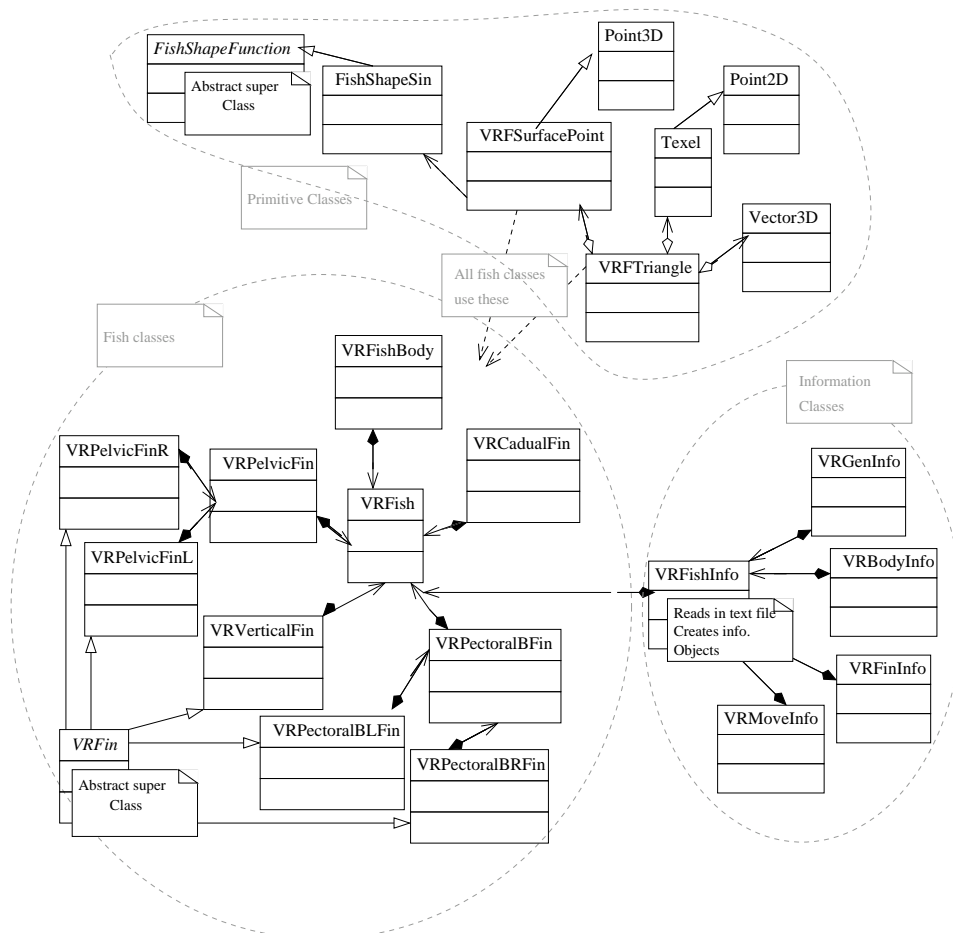 Point3D
FishShapeFunction
Abstract super
Class
FishShapeSin
Point2D
VRFSurfacePoint
Texel
Primitive Classes
Vector3D
All fish classes
use these
VRFTriangle
Fish classes
VRFishBody
Information
Classes
VRPelvicFinR
VRPelvicFin
VRCadualFin
VRGenInfo
VRFish
VRPelvicFinL
VRFishInfo
VRBodyInfo
Reads in text file
Creates info.
Objects
VRVerticalFin
VRPectoralBFin
VRFinInfo
VRMoveInfo
VRFin
VRPectoralBLFin
VRPectoralBRFin
Abstract super
Class